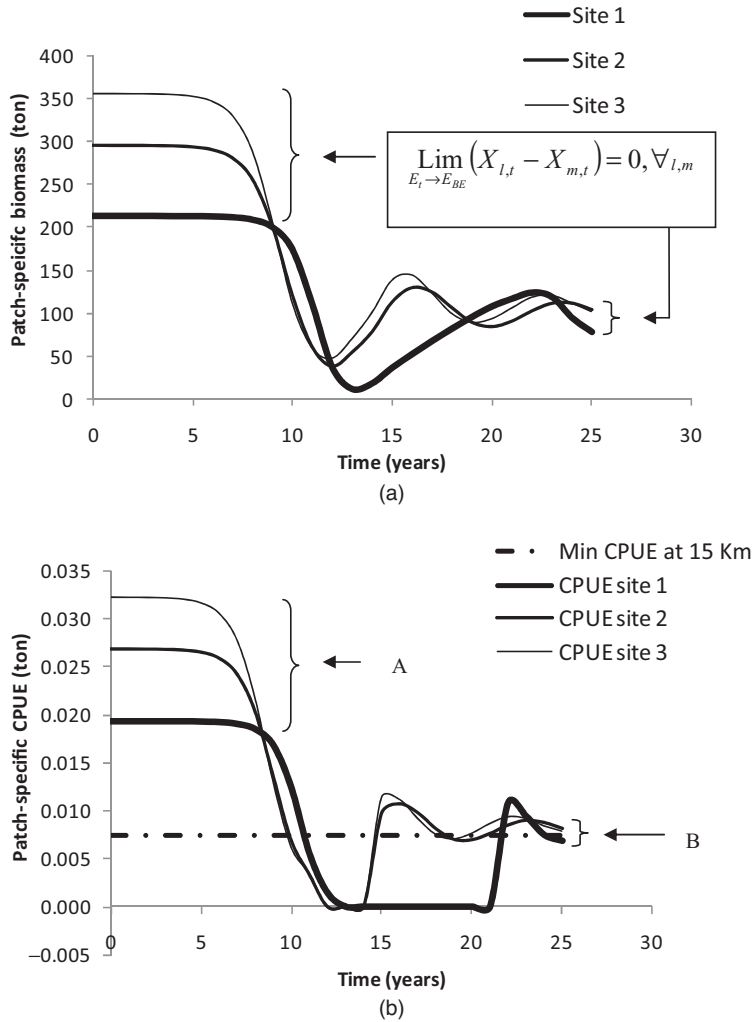 Site 1
Site 2
Site 3
400
350
300
250
200
150
100
50
0
Patch-speicifc biomass (ton)
Lim (X_{l,t} − X_{m,t}) = 0, ∀_{l,m}
E_t→E_{BE}
0 5 10 15 20 25 30
Time (years)
(a)
Min CPUE at 15 Km
CPUE site 1
CPUE site 2
CPUE site 3
0.035
0.030
0.025
0.020
0.015
0.010
0.005
0.000
−0.005
Patch-specific CPUE (ton)
A
B
0 5 10 15 20 25 30
Time (years)
(b)